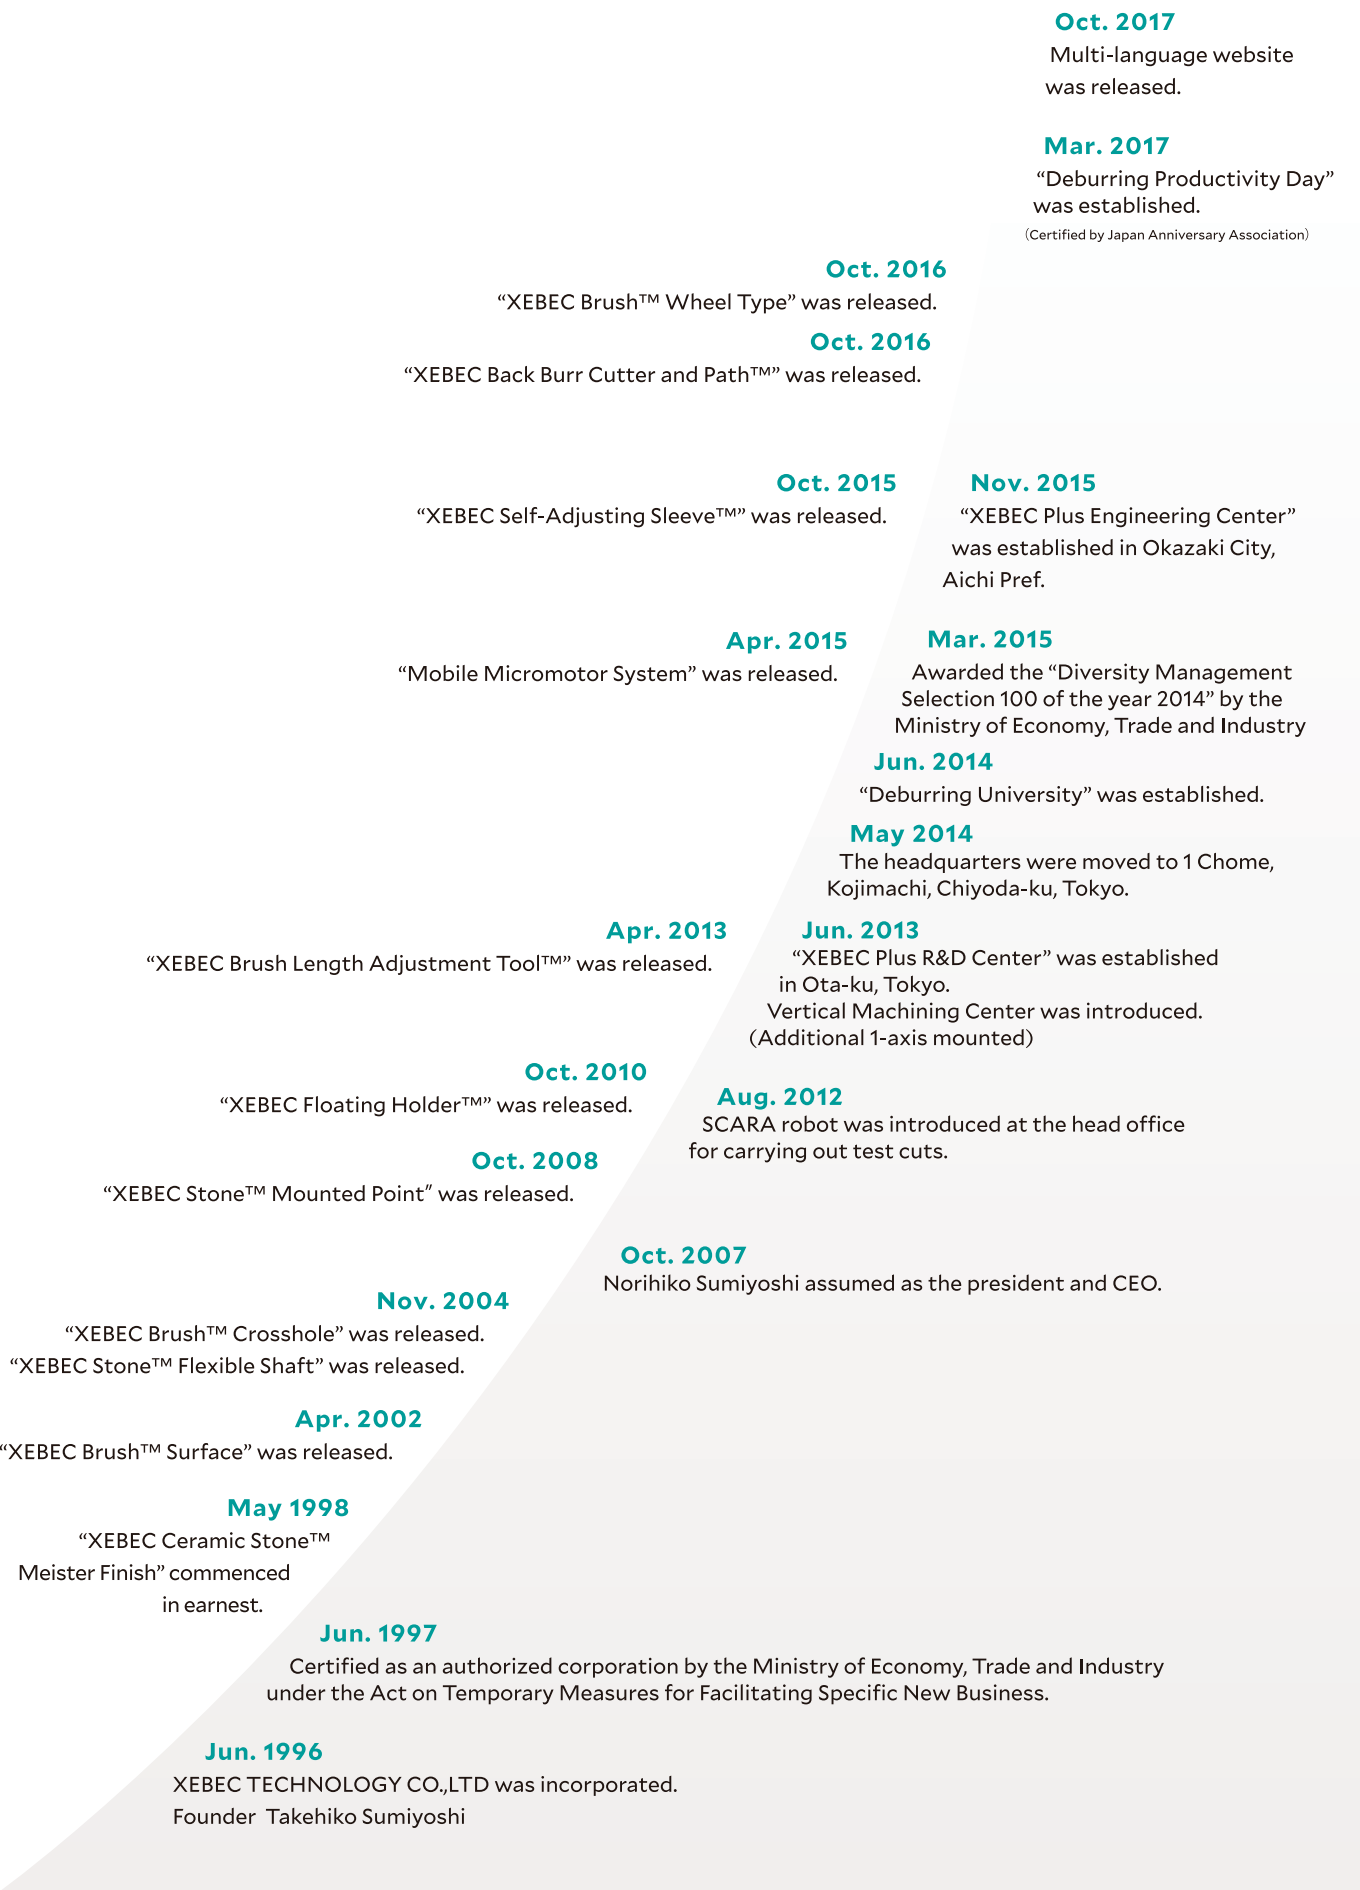 Oct. 2017
Multi-language website
was released.
Mar. 2017
“Deburring Productivity Day”
was established.
(Certified by Japan Anniversary Association)
Oct. 2016
“XEBEC Brush™ Wheel Type” was released.
Oct. 2016
“XEBEC Back Burr Cutter and Path™” was released.
Oct. 2015
“XEBEC Self-Adjusting Sleeve™” was released.
Nov. 2015
“XEBEC Plus Engineering Center”
was established in Okazaki City,
Aichi Pref.
Apr. 2015
“Mobile Micromotor System” was released.
Mar. 2015
Awarded the “Diversity Management
Selection 100 of the year 2014” by the
Ministry of Economy, Trade and Industry
Jun. 2014
“Deburring University” was established.
May 2014
The headquarters were moved to 1 Chome,
Kojimachi, Chiyoda-ku, Tokyo.
Apr. 2013
“XEBEC Brush Length Adjustment Tool™” was released.
Jun. 2013
“XEBEC Plus R&D Center” was established
in Ota-ku, Tokyo.
Vertical Machining Center was introduced.
(Additional 1-axis mounted)
Oct. 2010
“XEBEC Floating Holder™” was released.
Aug. 2012
SCARA robot was introduced at the head office
for carrying out test cuts.
Oct. 2008
“XEBEC Stone™ Mounted Point” was released.
Oct. 2007
Norihiko Sumiyoshi assumed as the president and CEO.
Nov. 2004
“XEBEC Brush™ Crosshole” was released.
“XEBEC Stone™ Flexible Shaft” was released.
Apr. 2002
“XEBEC Brush™ Surface” was released.
May 1998
“XEBEC Ceramic Stone™
Meister Finish” commenced
in earnest.
Jun. 1997
Certified as an authorized corporation by the Ministry of Economy, Trade and Industry
under the Act on Temporary Measures for Facilitating Specific New Business.
Jun. 1996
XEBEC TECHNOLOGY CO.,LTD was incorporated.
Founder Takehiko Sumiyoshi